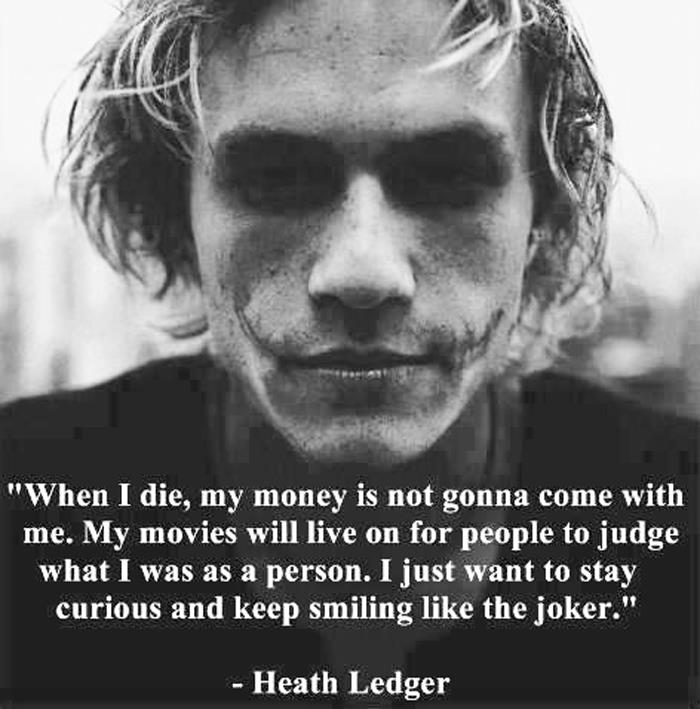 "When I die, my money is not gonna come with
me. My movies will live on for people to judge
what I was as a person. I just want to stay
curious and keep smiling like the joker."
- Heath Ledger